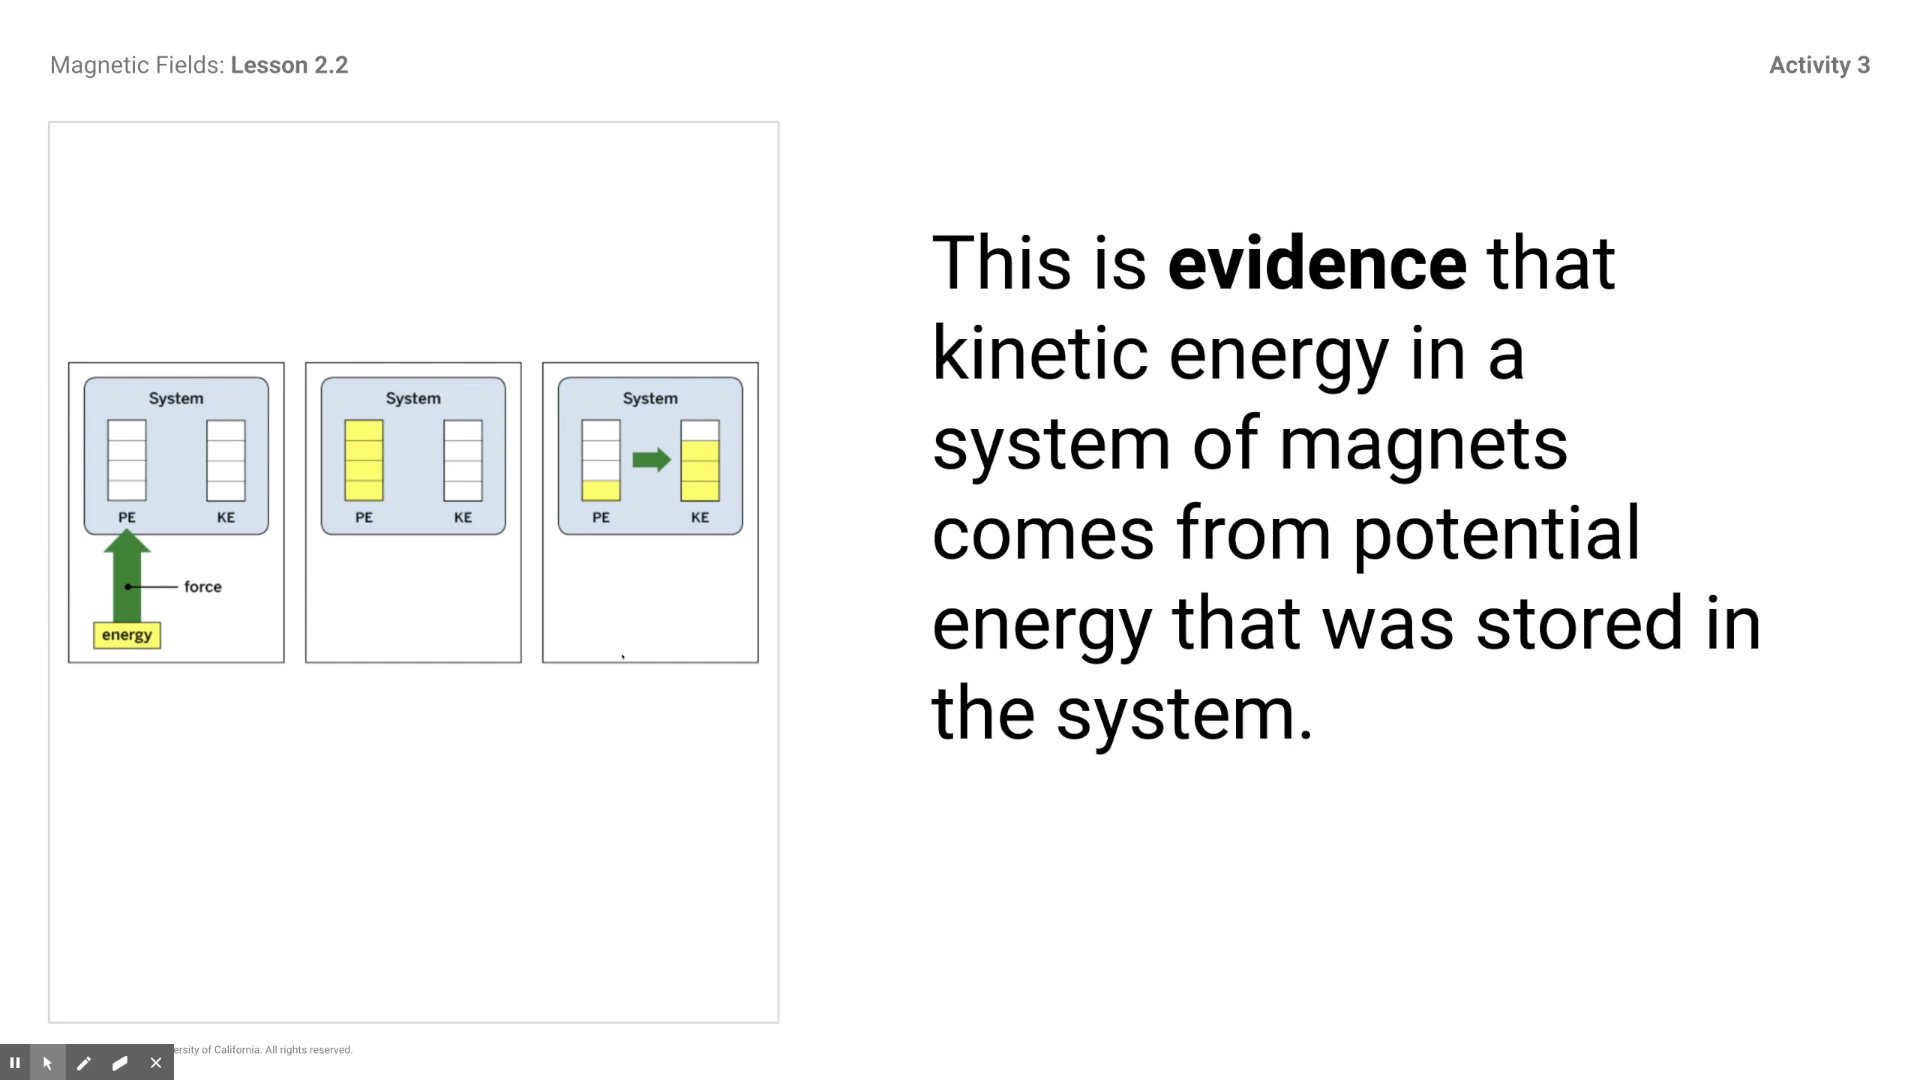 Magnetic Fields: Lesson 2.2
Activity 3
System
PE KE
force
energy
System
PE KE
System
PE KE
This is evidence that
kinetic energy in a
system of magnets
comes from potential
energy that was stored in
the system.
of California. All rights reserved.